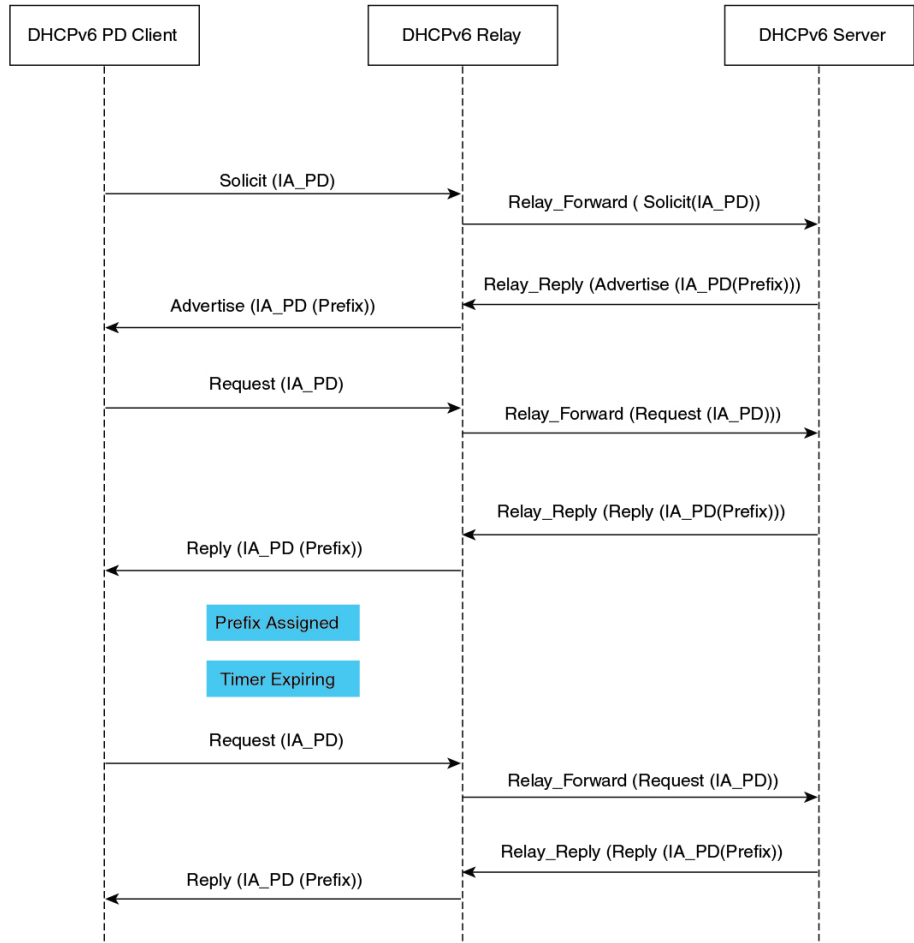 DHCPv6 PD Client
DHCPv6 Relay
DHCPv6 Server
Solicit (IA_PD)
Relay_Forward ( Solicit(IA_PD))
Relay_Reply (Advertise (IA_PD(Prefix)))
Advertise (IA_PD (Prefix))
Request (IA_PD)
Relay_Forward (Request (IA_PD)))
Relay_Reply (Reply (IA_PD(Prefix)))
Reply (IA_PD (Prefix))
Prefix Assigned
Timer Expiring
Request (IA_PD)
Relay_Forward (Request (IA_PD))
Relay_Reply (Reply (IA_PD(Prefix))
Reply (IA_PD (Prefix))